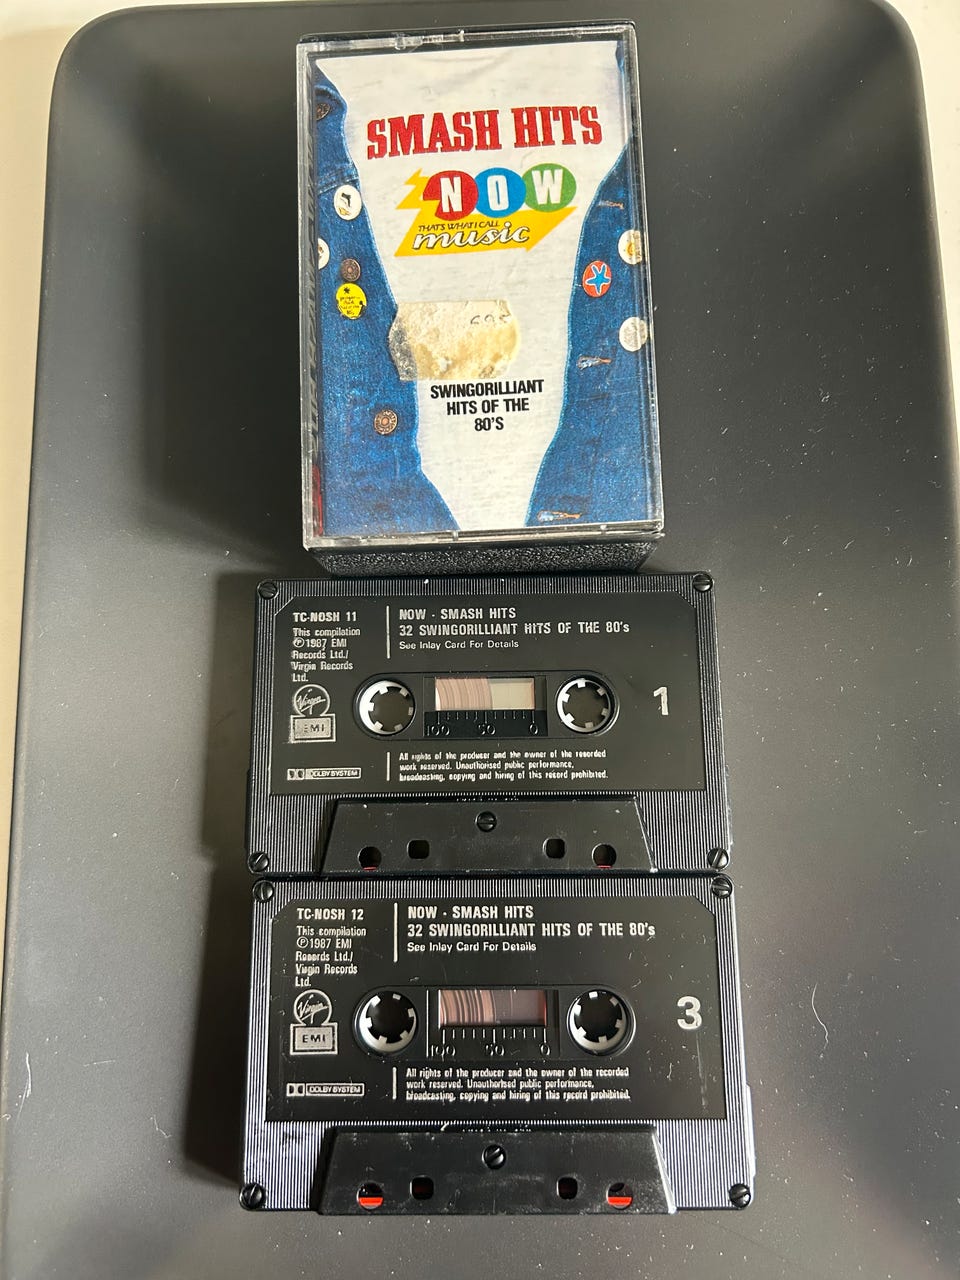 SMASH HITS
NOW
THAT'S WHAT I CALL
music
SWINGORILLIANT
HITS OF THE
80'S
TC-NOSH 11
This compilation
℗1987 EMI
Records Ltd./
Virgin Records
Ltd.
Virgin
EMI
DOLBY SYSTEM
NOW · SMASH HITS
32 SWINGORILLIANT HITS OF THE 80's
See Inlay Card For Details
100 50 0
1
All rights of the producer and the owner of the recorded
work reserved. Unauthorised public performance,
broadcasting, copying and hiring of this record prohibited.
TC-NOSH 12
This compilation
℗1987 EMI
Records Ltd./
Virgin Records
Ltd.
Virgin
EMI
DOLBY SYSTEM
NOW · SMASH HITS
32 SWINGORILLIANT HITS OF THE 80's
See Inlay Card For Details
100 50 0
3
All rights of the producer and the owner of the recorded
work reserved. Unauthorised public performance,
broadcasting, copying and hiring of this record prohibited.